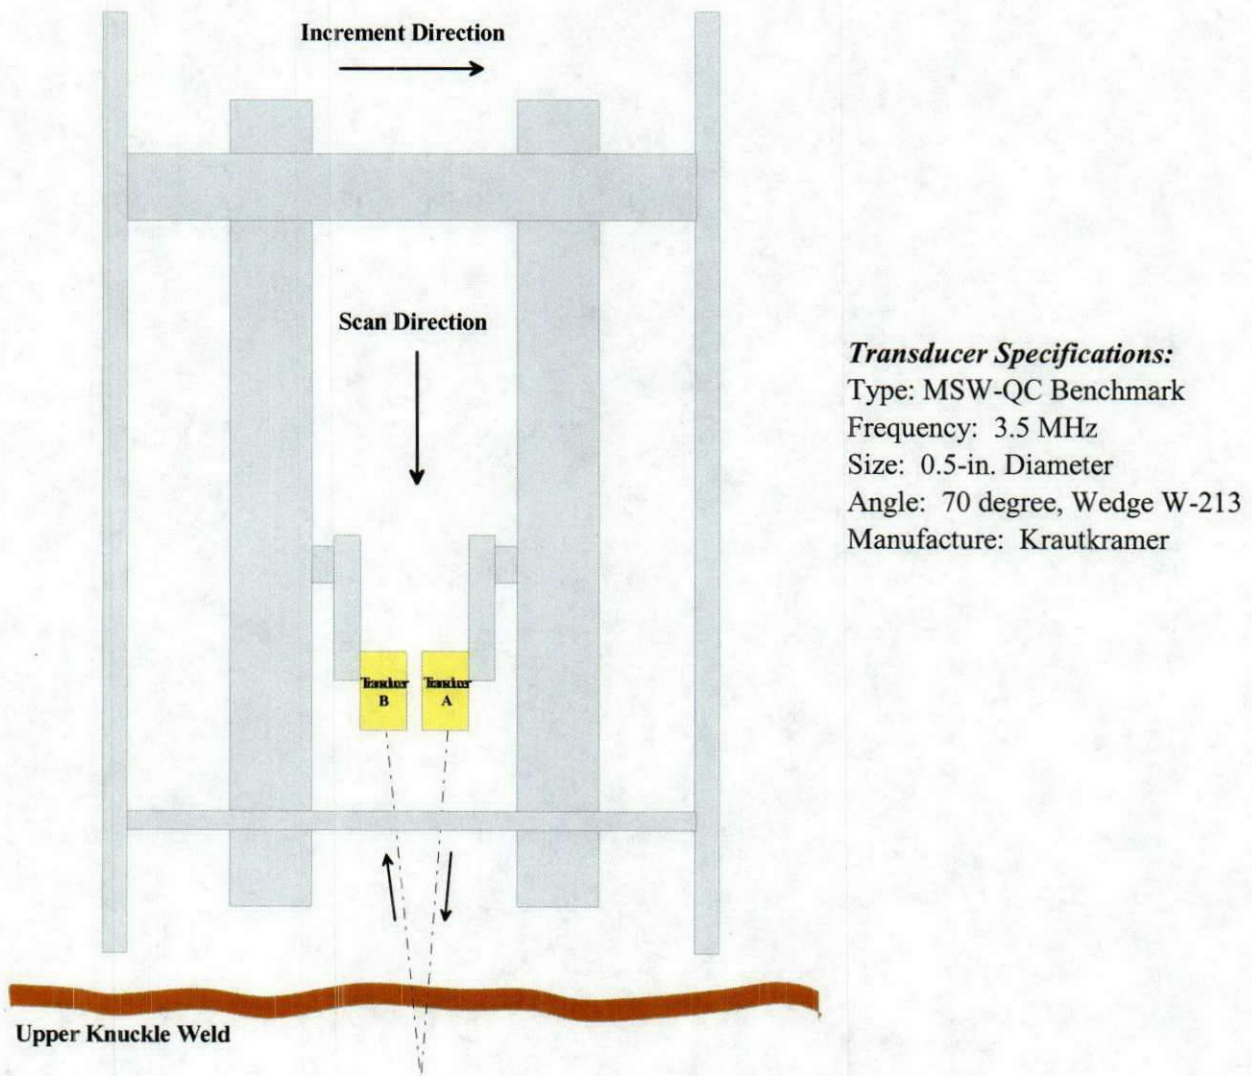 Increment Direction
Scan Direction
Transducer Specifications:
Type: MSW-QC Benchmark
Frequency: 3.5 MHz
Size: 0.5-in. Diameter
Angle: 70 degree, Wedge W-213
Manufacture: Krautkramer
Transducer
B
Transducer
A
Upper Knuckle Weld